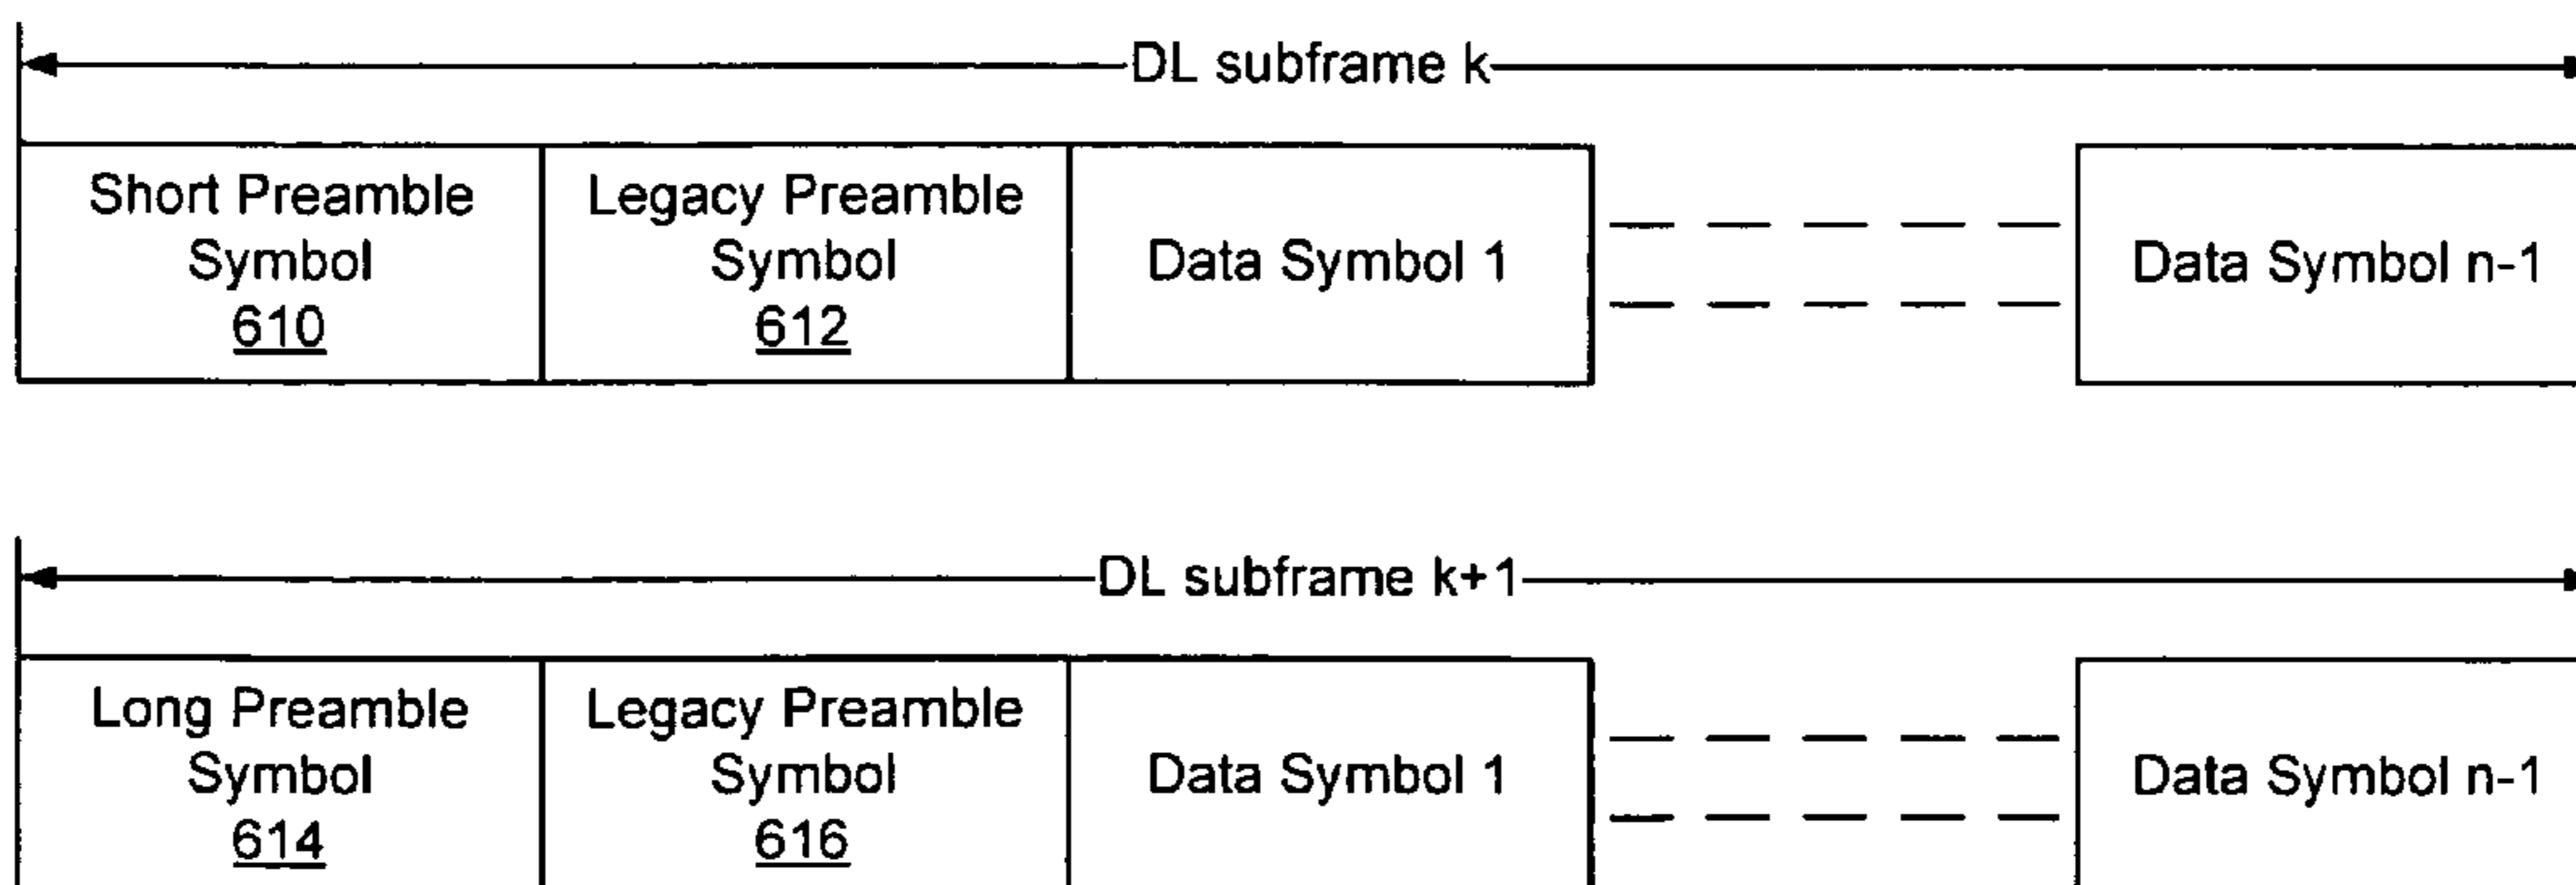 DL subframe k
Short Preamble
Symbol
610
Legacy Preamble
Symbol
612
Data Symbol 1
Data Symbol n-1
DL subframe k+1
Long Preamble
Symbol
614
Legacy Preamble
Symbol
616
Data Symbol 1
Data Symbol n-1